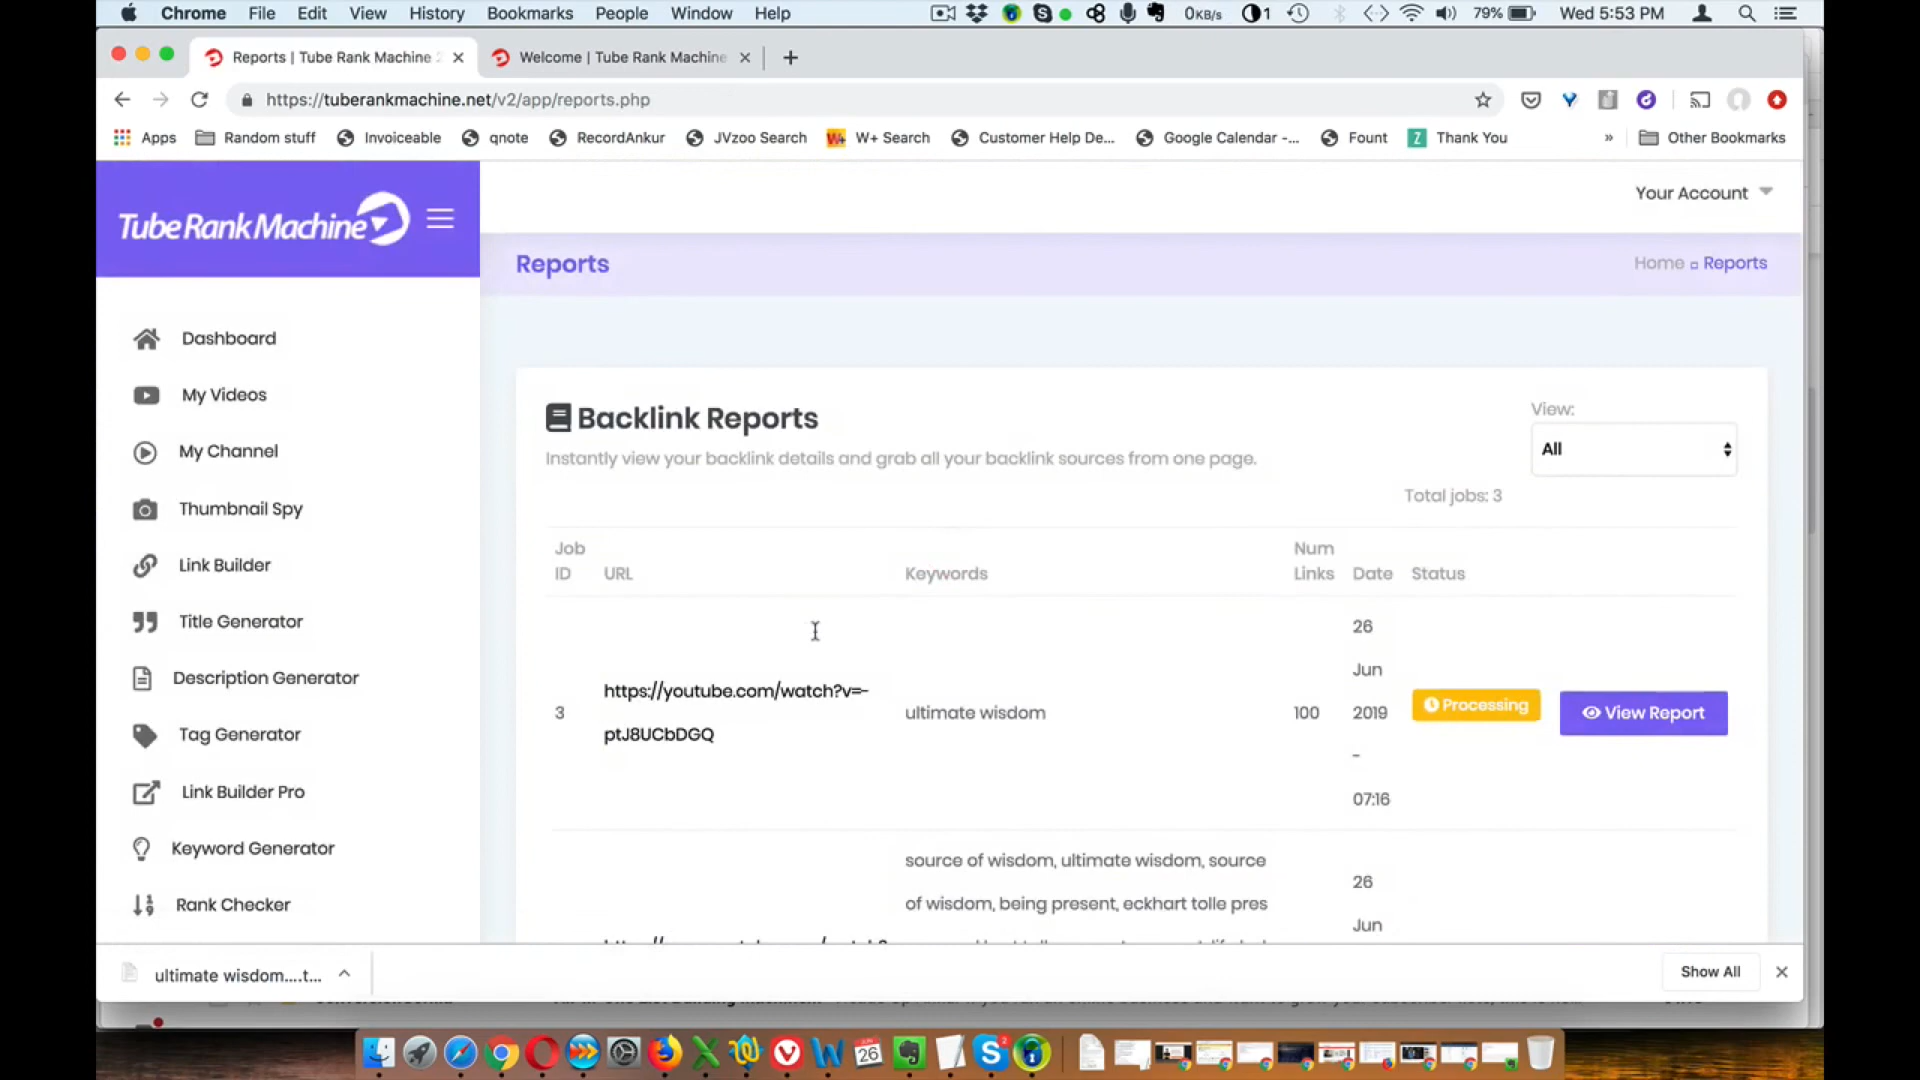 Chrome File Edit View History Bookmarks People Window Help 0KB/s 1 79% Wed 5:53 PM
Reports | Tube Rank Machine Welcome | Tube Rank Machine
https://tuberankmachine.net/v2/app/reports.php
Apps Random stuff Invoiceable qnote RecordAnkur JVzoo Search W+ W+ Search Customer Help De... Google Calendar -... Fount Z Thank You » Other Bookmarks
Your Account
TubeRankMachine
Reports
Home Reports
Dashboard
My Videos
My Channel
Thumbnail Spy
Link Builder
Title Generator
Description Generator
Tag Generator
Link Builder Pro
Keyword Generator
Rank Checker
Backlink Reports
Instantly view your backlink details and grab all your backlink sources from one page.
View:
All
Total jobs: 3
Job ID URL Keywords Num Links Date Status
3 https://youtube.com/watch?v=-
ptJ8UCbDGQ
ultimate wisdom
100
26
Jun
2019
-
07:16
Processing
View Report
source of wisdom, ultimate wisdom, source
of wisdom, being present, eckhart tolle pres
26
Jun
ultimate wisdom....t...
Show All
26